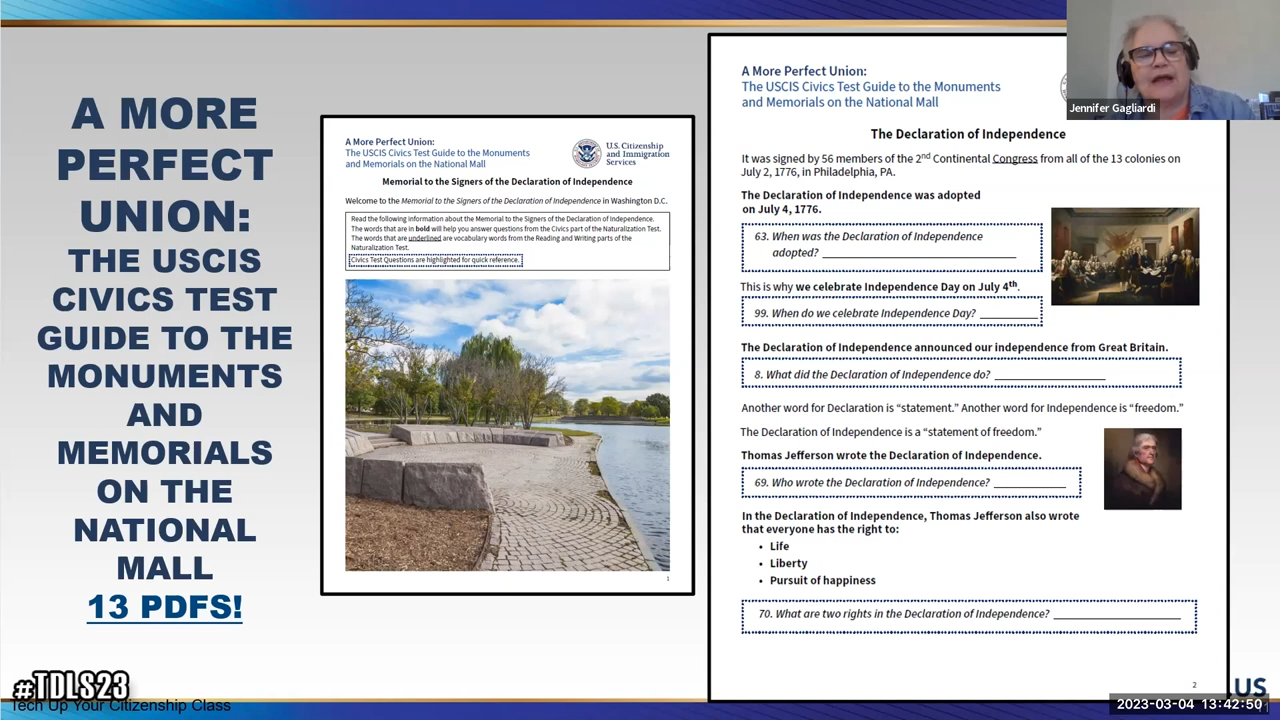 A MORE
PERFECT
UNION:
THE USCIS
CIVICS TEST
GUIDE TO THE
MONUMENTS
AND
MEMORIALS
ON THE
NATIONAL
MALL
13 PDFS!
#TDLS23
Tech Up Your Citizenship Class
A More Perfect Union:
The USCIS Civics Test Guide to the Monuments
and Memorials on the National Mall
U.S. Citizenship
and Immigration
Services
Memorial to the Signers of the Declaration of Independence
Welcome to the Memorial to the Signers of the Declaration of Independence in Washington D.C.
Read the following information about the Memorial to the Signers of the Declaration of Independence.
The words that are in bold will help you answer questions from the Civics part of the Naturalization Test.
The words that are underlined are vocabulary words from the Reading and Writing parts of the
Naturalization Test.
Civics Test Questions are highlighted for quick reference.
1
A More Perfect Union:
The USCIS Civics Test Guide to the Monuments
and Memorials on the National Mall
The Declaration of Independence
It was signed by 56 members of the 2nd Continental Congress from all of the 13 colonies on
July 2, 1776, in Philadelphia, PA.
The Declaration of Independence was adopted
on July 4, 1776.
63. When was the Declaration of Independence
adopted?
This is why we celebrate Independence Day on July 4th.
99. When do we celebrate Independence Day?
The Declaration of Independence announced our independence from Great Britain.
8. What did the Declaration of Independence do?
Another word for Declaration is “statement.” Another word for Independence is “freedom.”
The Declaration of Independence is a “statement of freedom.”
Thomas Jefferson wrote the Declaration of Independence.
69. Who wrote the Declaration of Independence?
In the Declaration of Independence, Thomas Jefferson also wrote
that everyone has the right to:
• Life
• Liberty
• Pursuit of happiness
70. What are two rights in the Declaration of Independence?
2
Jennifer Gagliardi
US
2023-03-04 13:42:50